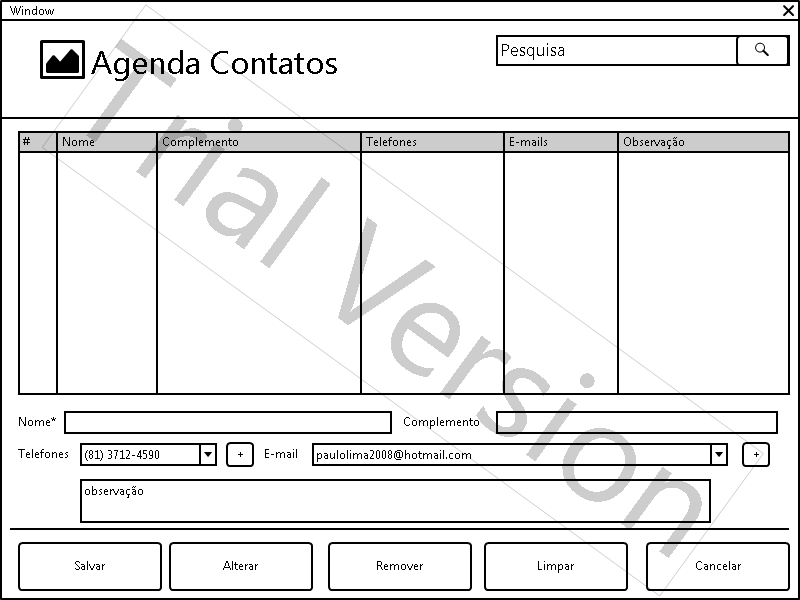 Window
Agenda Contatos
Pesquisa
# Nome Complemento Telefones E-mails Observação
Trial Version
Nome* Complemento
Telefones (81) 3712-4590 + E-mail paulolima2008@hotmail.com +
observação
Salvar Alterar Remover Limpar Cancelar